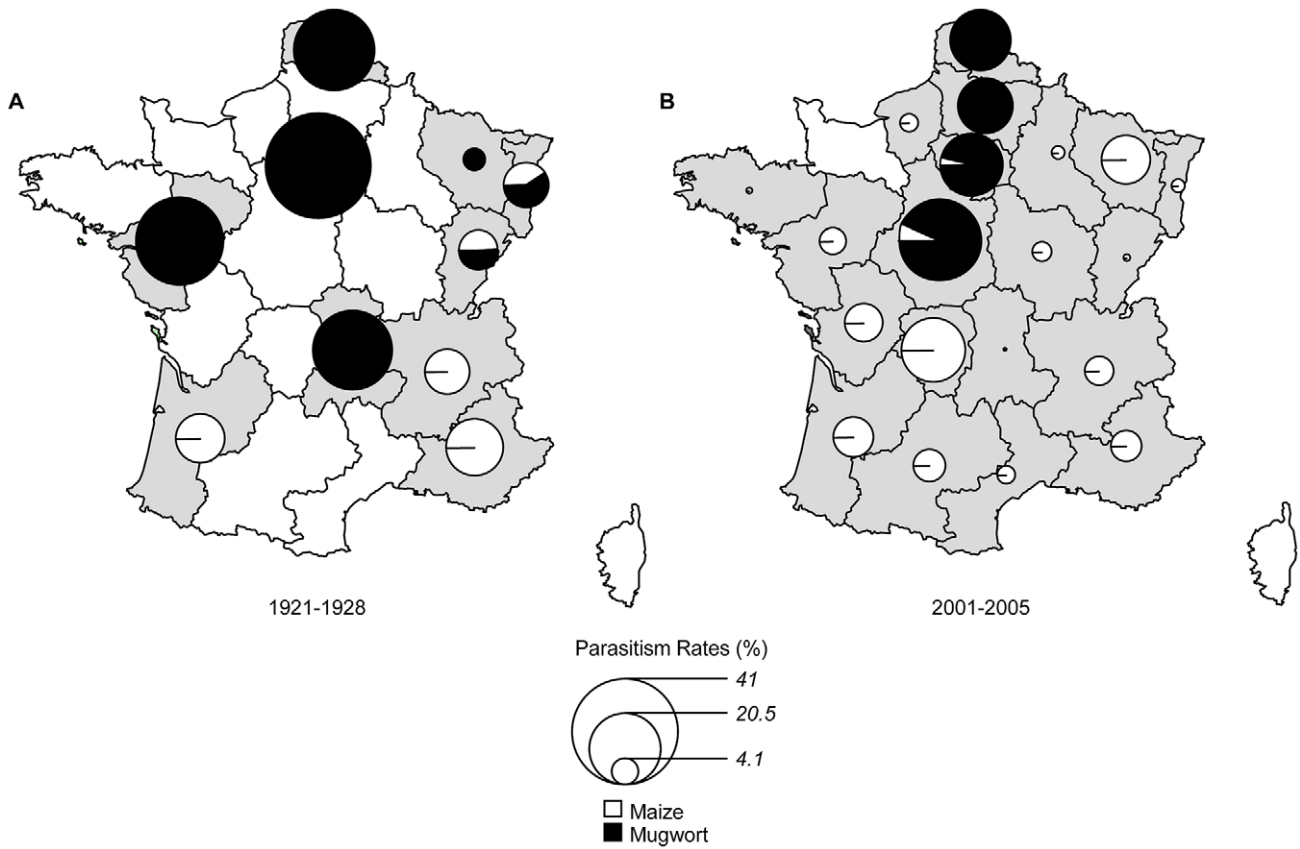 A
B
1921-1928
2001-2005
Parasitism Rates (%)
41
20.5
4.1
Maize
Mugwort